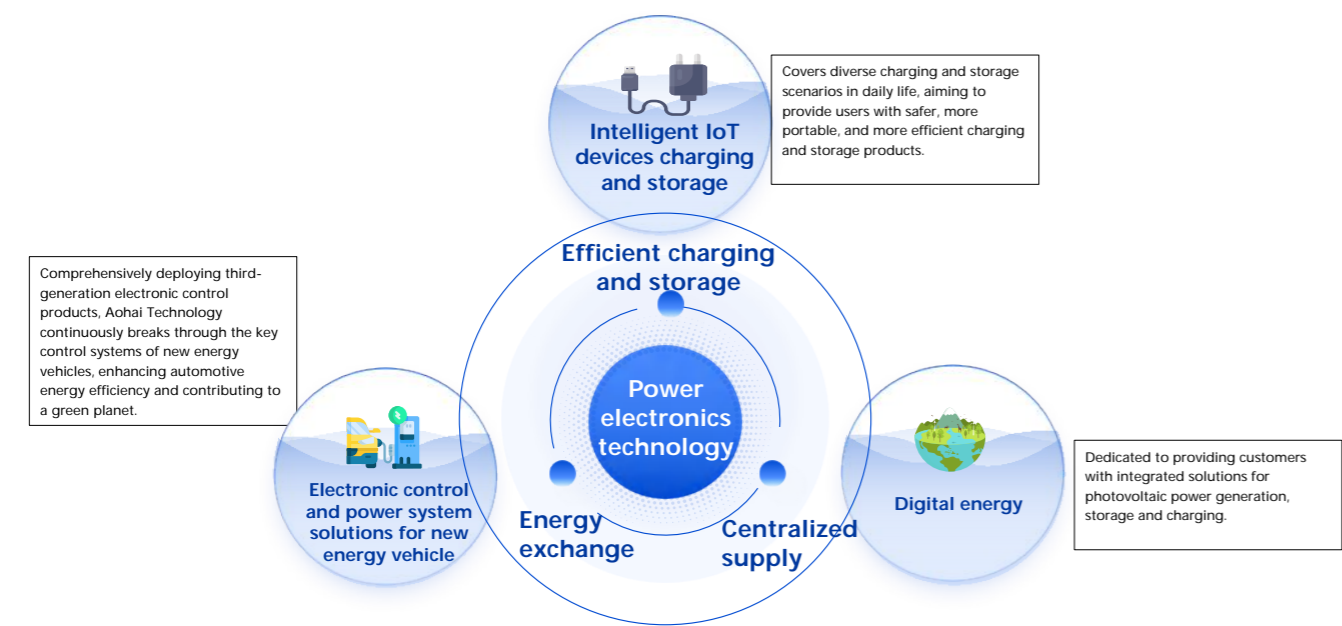 Intelligent IoT
devices charging
and storage
Covers diverse charging and storage
scenarios in daily life, aiming to
provide users with safer, more
portable, and more efficient charging
and storage products.
Efficient charging
and storage
Comprehensively deploying third-
generation electronic control
products, Aohai Technology
continuously breaks through the key
control systems of new energy
vehicles, enhancing automotive
energy efficiency and contributing to
a green planet.
Power
electronics
technology
Electronic control
and power system
solutions for new
energy vehicle
Energy
exchange
Centralized
supply
Digital energy
Dedicated to providing customers
with integrated solutions for
photovoltaic power generation,
storage and charging.